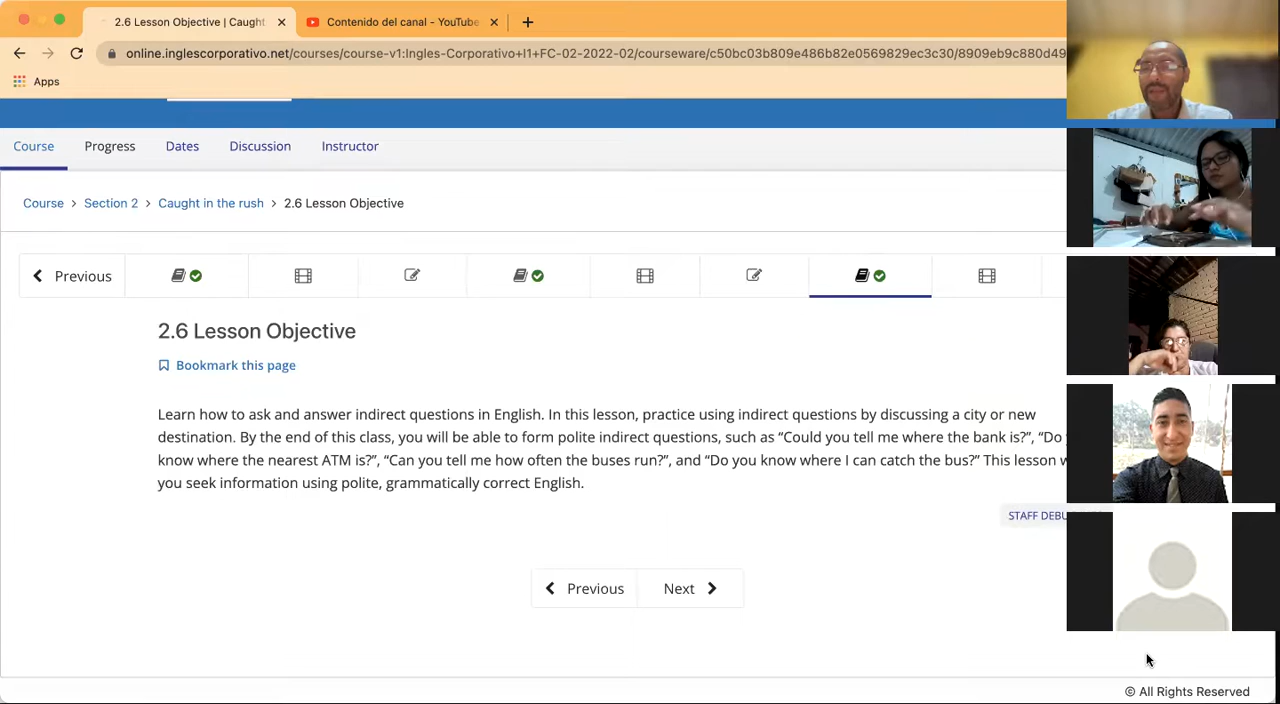 2.6 Lesson Objective | Caught
Contenido del canal - YouTube
online.inglescorporativo.net/courses/course-v1:Ingles-Corporativo+I1+FC-02-2022-02/courseware/c50bc03b809e486b82e0569829ec3c30/8909eb9c880d49
Apps
Course Progress Dates Discussion Instructor
Course > Section 2 > Caught in the rush > 2.6 Lesson Objective
Previous
2.6 Lesson Objective
Bookmark this page
Learn how to ask and answer indirect questions in English. In this lesson, practice using indirect questions by discussing a city or new
destination. By the end of this class, you will be able to form polite indirect questions, such as “Could you tell me where the bank is?”, “Do
know where the nearest ATM is?”, “Can you tell me how often the buses run?”, and “Do you know where I can catch the bus?” This lesson
you seek information using polite, grammatically correct English.
STAFF DEBU
Previous Next
© All Rights Reserved